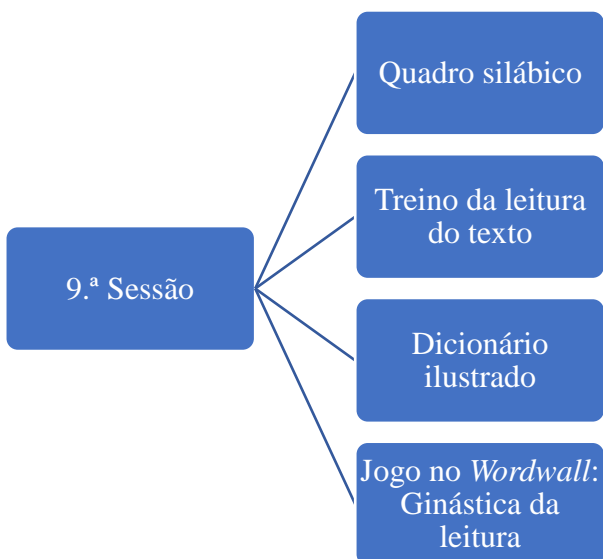 Quadro silábico
Treino da leitura
do texto
9.ª Sessão
Dicionário
ilustrado
Jogo no Wordwall:
Ginástica da
leitura